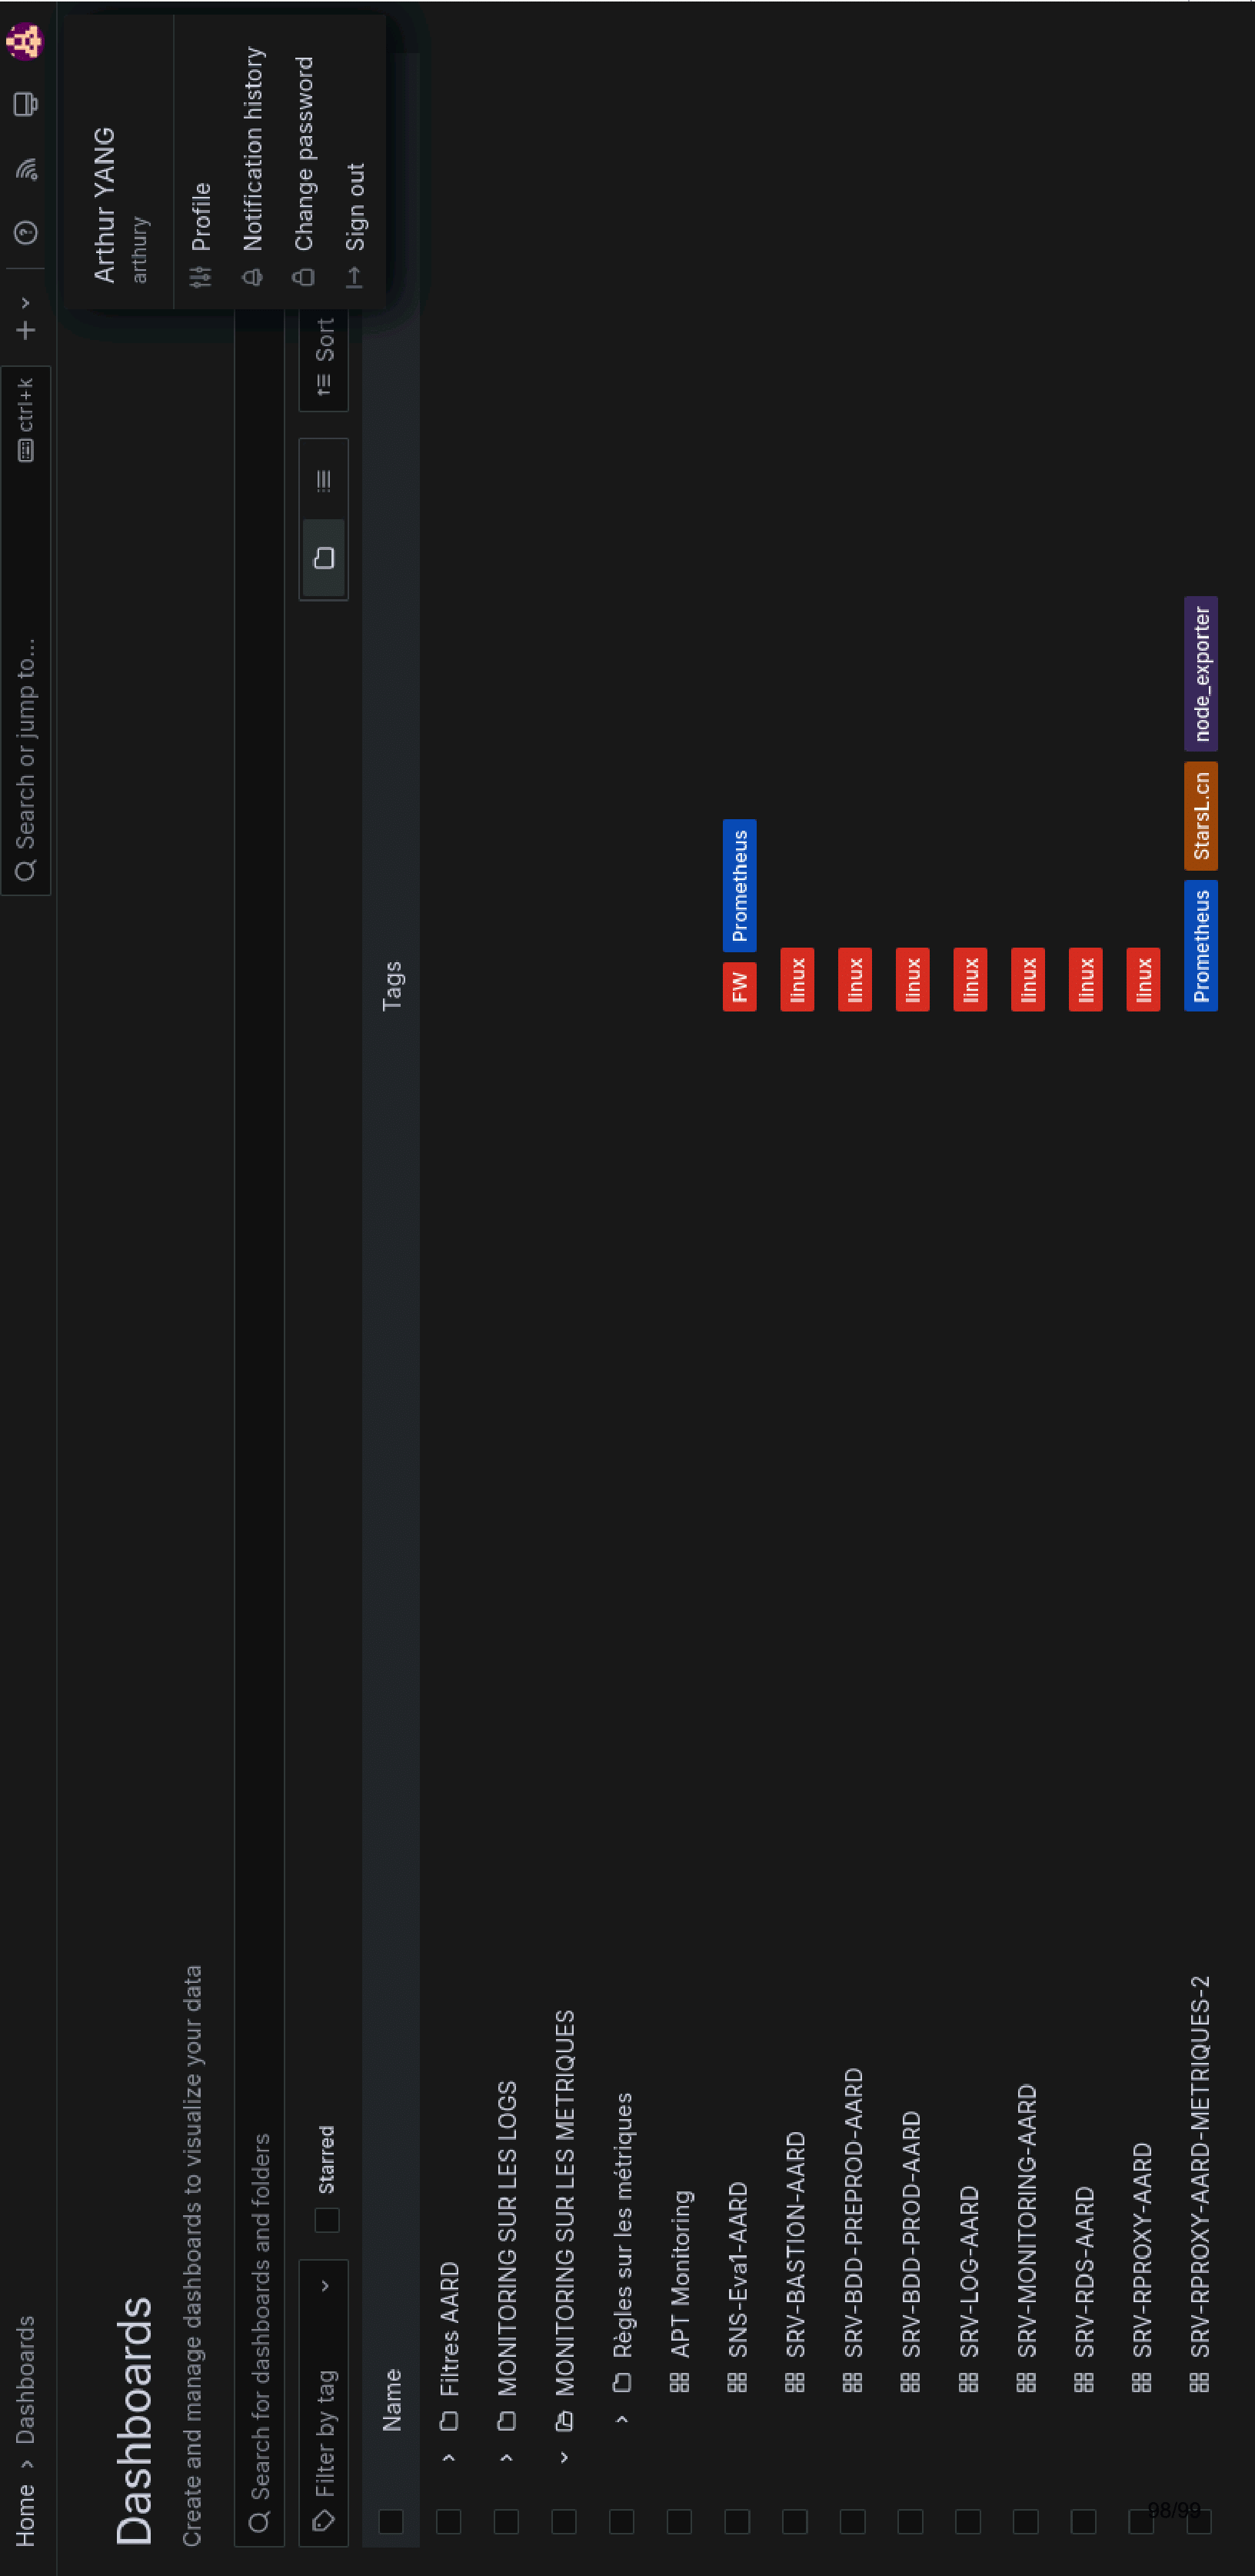 Home > Dashboards
Search or jump to...
ctrl+k
Arthur YANG
arthury
Profile
Notification history
Change password
Sign out
Dashboards
Create and manage dashboards to visualize your data
Search for dashboards and folders
Filter by tag
Starred
Sort
Name Tags
Filtres AARD
MONITORING SUR LES LOGS
MONITORING SUR LES METRIQUES
Règles sur les métriques
APT Monitoring
SNS-Eva1-AARD FW Prometheus
SRV-BASTION-AARD linux
SRV-BDD-PREPROD-AARD linux
SRV-BDD-PROD-AARD linux
SRV-LOG-AARD linux
SRV-MONITORING-AARD linux
SRV-RDS-AARD linux
SRV-RPROXY-AARD linux
SRV-RPROXY-AARD-METRIQUES-2 Prometheus StarsL.cn node_exporter
98/99